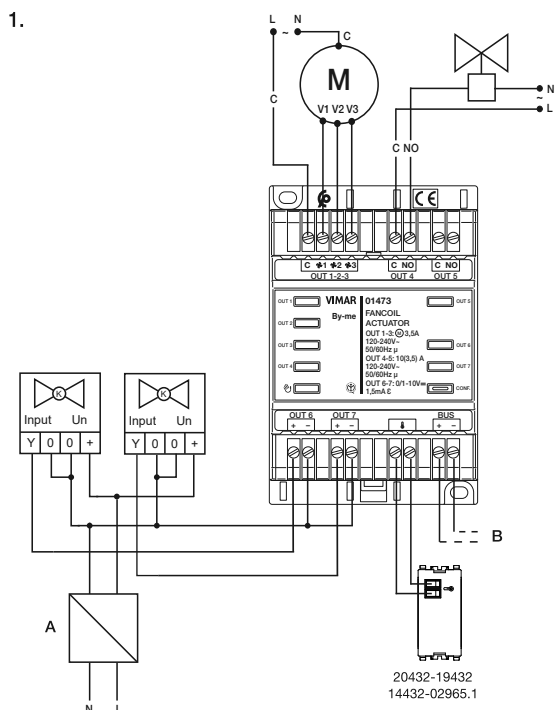 1.
L ~ N
C
M
V1 V2 V3
C
N
~
L
C NO
CE
C 1 2 3
OUT 1-2-3
C NO
OUT 4
C NO
OUT 5
OUT 1
OUT 2
OUT 3
OUT 4
VIMAR
By-me
01473
FANCOIL
ACTUATOR
OUT 1-3: M 3,5A
120-240V~
50/60Hz µ
OUT 4-5: 10(3,5) A
120-240V~
50/60Hz µ
OUT 6-7: 0/1-10V
1,5mA
OUT 5
OUT 6
OUT 7
CONF.
OUT 6
+ −
OUT 7
+ −
BUS
+ −
K
Input Un
Y 0 0 +
K
Input Un
Y 0 0 +
B
A
N L
20432-19432
14432-02965.1